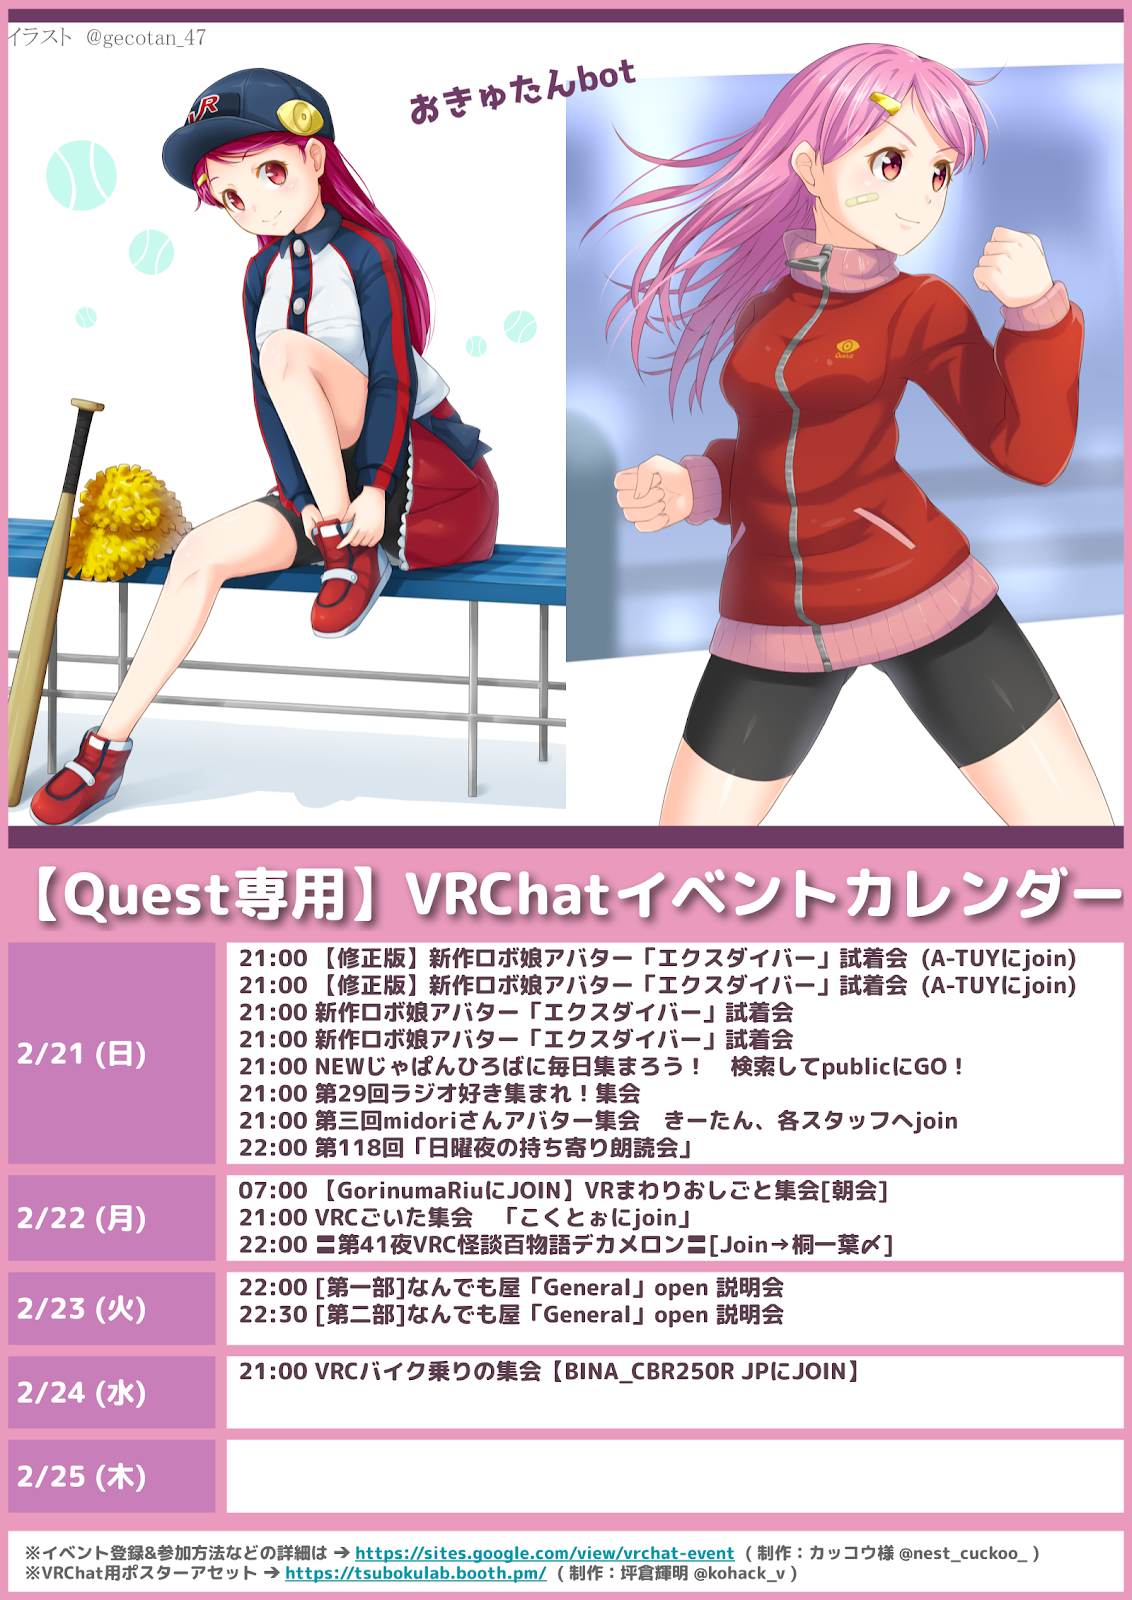 イラスト @gecotan_47
おきゅたんbot
VR
Quest
【Quest専用】VRChatイベントカレンダー
2/21 (日)
21:00 【修正版】新作ロボ娘アバター「エクスダイバー」試着会 (A-TUYにjoin)
21:00 【修正版】新作ロボ娘アバター「エクスダイバー」試着会 (A-TUYにjoin)
21:00 新作ロボ娘アバター「エクスダイバー」試着会
21:00 新作ロボ娘アバター「エクスダイバー」試着会
21:00 NEWじゃぱんひろばに毎日集まろう！　検索してpublicにGO！
21:00 第29回ラジオ好き集まれ！集会
21:00 第三回midoriさんアバター集会　きーたん、各スタッフへjoin
22:00 第118回「日曜夜の持ち寄り朗読会」
2/22 (月)
07:00 【GorinumaRiuにJOIN】VRまわりおしごと集会[朝会]
21:00 VRCごいた集会　「こくとぉにjoin」
22:00 〓第41夜VRC怪談百物語デカメロン〓[Join→桐一葉〆]
2/23 (火)
22:00 [第一部]なんでも屋「General」open 説明会
22:30 [第二部]なんでも屋「General」open 説明会
2/24 (水)
21:00 VRCバイク乗りの集会【BINA_CBR250R JPにJOIN】
2/25 (木)
※イベント登録&参加方法などの詳細は → https://sites.google.com/view/vrchat-event ( 制作：カッコウ様 @nest_cuckoo_ )
※VRChat用ポスターアセット → https://tsubokulab.booth.pm/ ( 制作：坪倉輝明 @kohack_v )